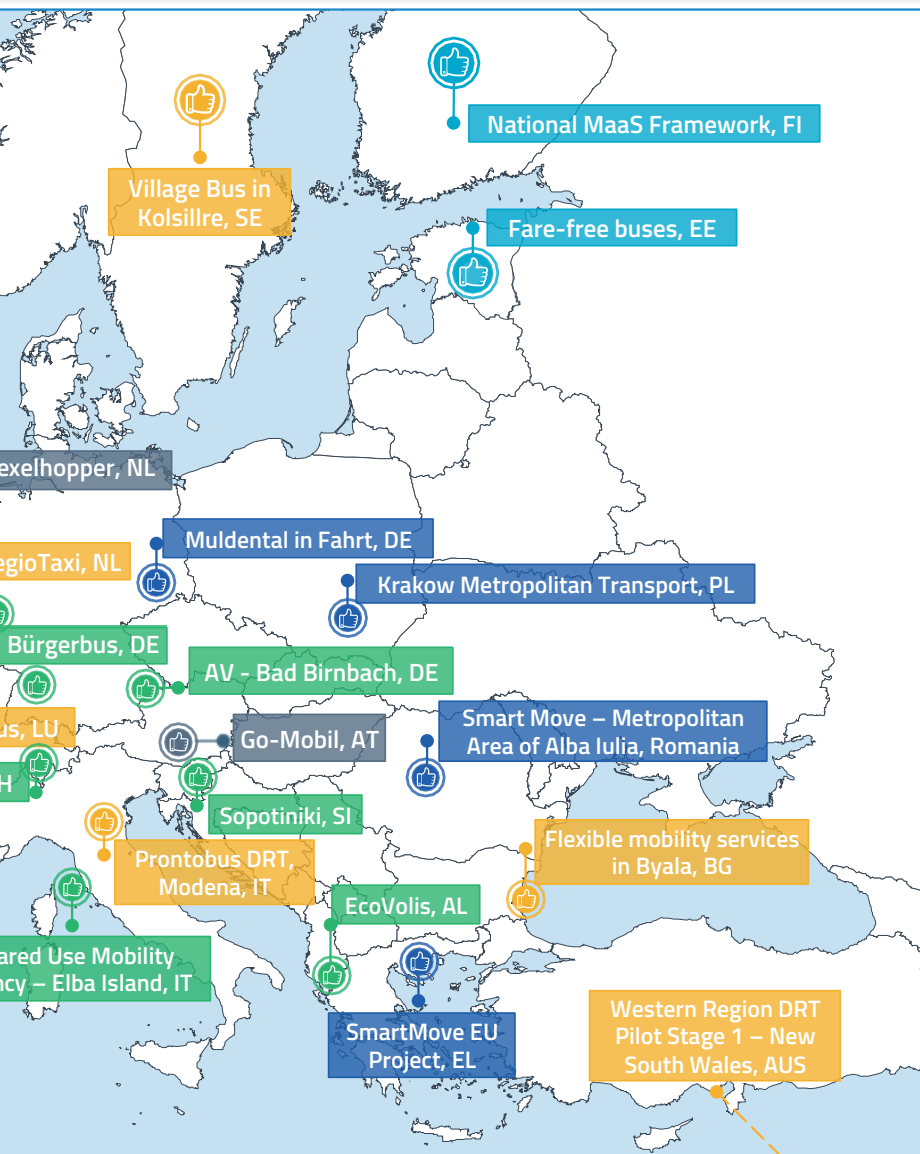 National MaaS Framework, FI
Village Bus in
Kolsillre, SE
Fare-free buses, EE
exelhopper, NL
Muldental in Fahrt, DE
egioTaxi, NL
Krakow Metropolitan Transport, PL
Bürgerbus, DE
AV - Bad Birnbach, DE
us, LU
Go-Mobil, AT
Smart Move – Metropolitan
Area of Alba Iulia, Romania
H
Sopotiniki, SI
Flexible mobility services
in Byala, BG
Prontobus DRT,
Modena, IT
EcoVolis, AL
ared Use Mobility
ncy – Elba Island, IT
SmartMove EU
Project, EL
Western Region DRT
Pilot Stage 1 – New
South Wales, AUS